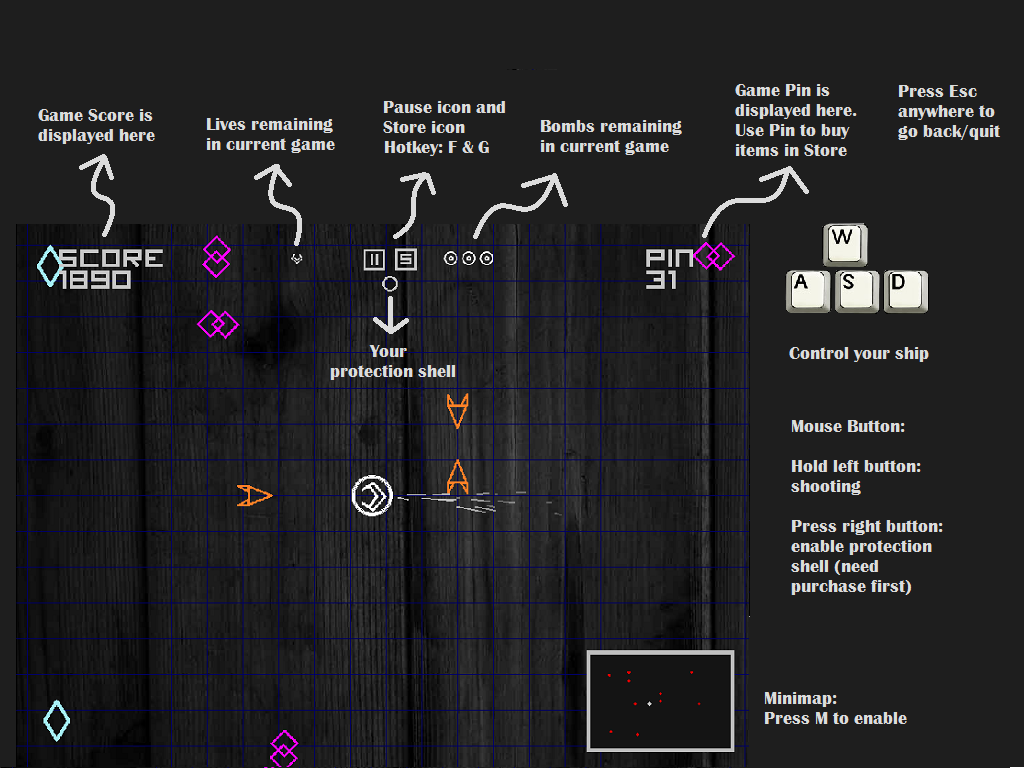 Game Score is
displayed here
Lives remaining
in current game
Pause icon and
Store icon
Hotkey: F & G
Bombs remaining
in current game
Game Pin is
displayed here.
Use Pin to buy
items in Store
Press Esc
anywhere to
go back/quit
SCORE
1890
S
PIN
31
Your
protection shell
W
A S D
Control your ship
Mouse Button:
Hold left button:
shooting
Press right button:
enable protection
shell (need
purchase first)
Minimap:
Press M to enable